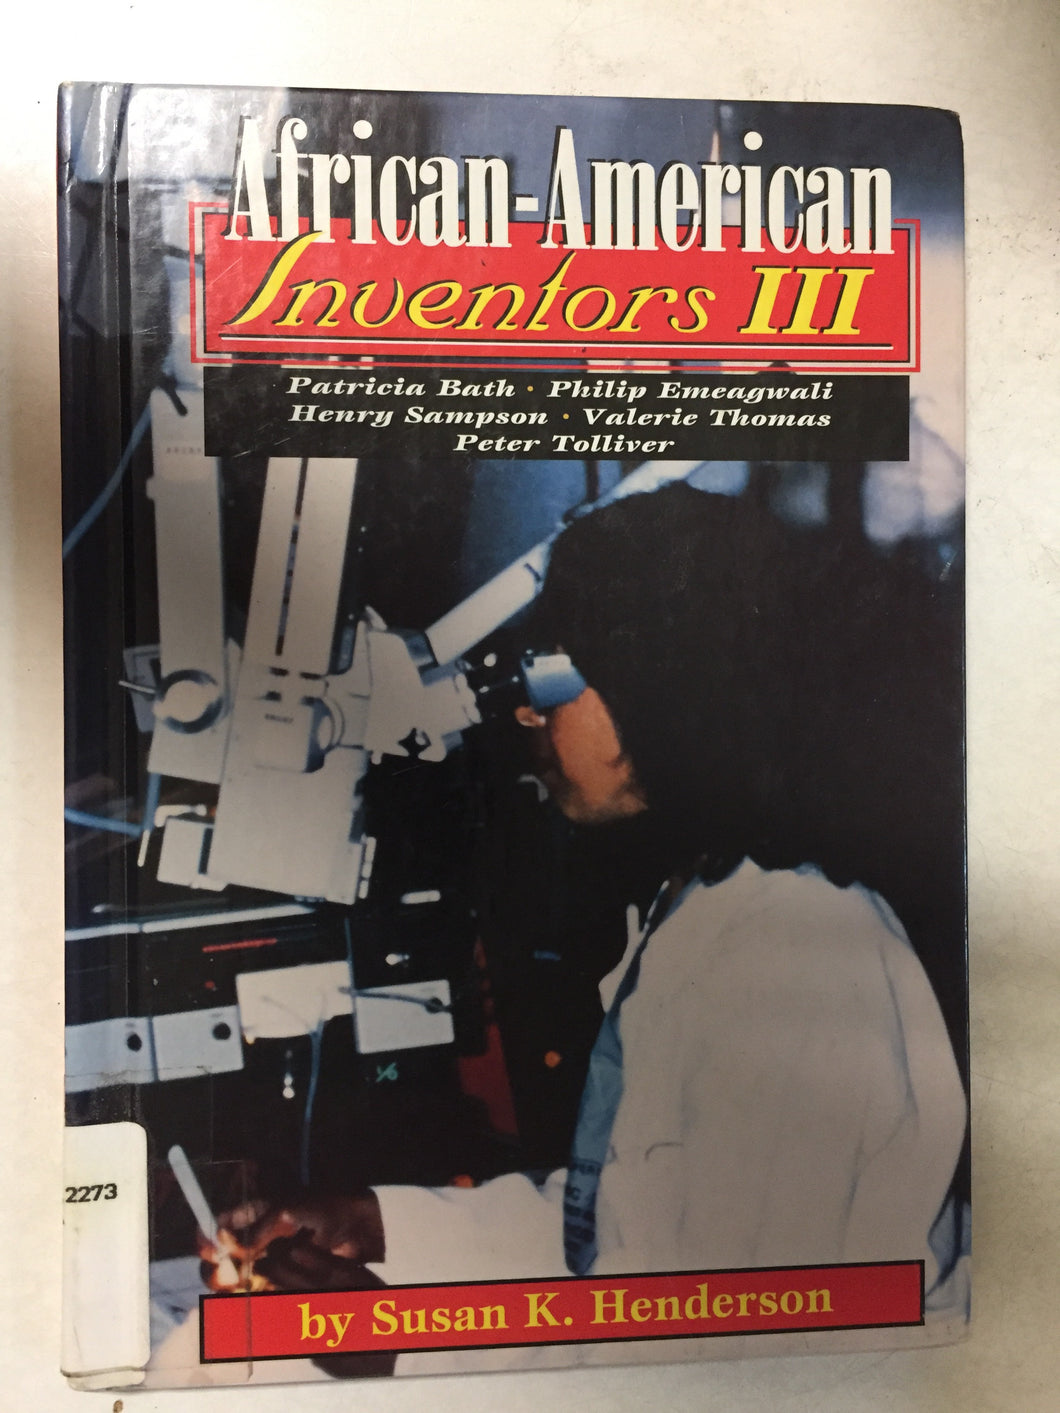 African-American
Inventors III
Patricia Bath · Philip Emeagwali
Henry Sampson · Valerie Thomas
Peter Tolliver
2273
by Susan K. Henderson